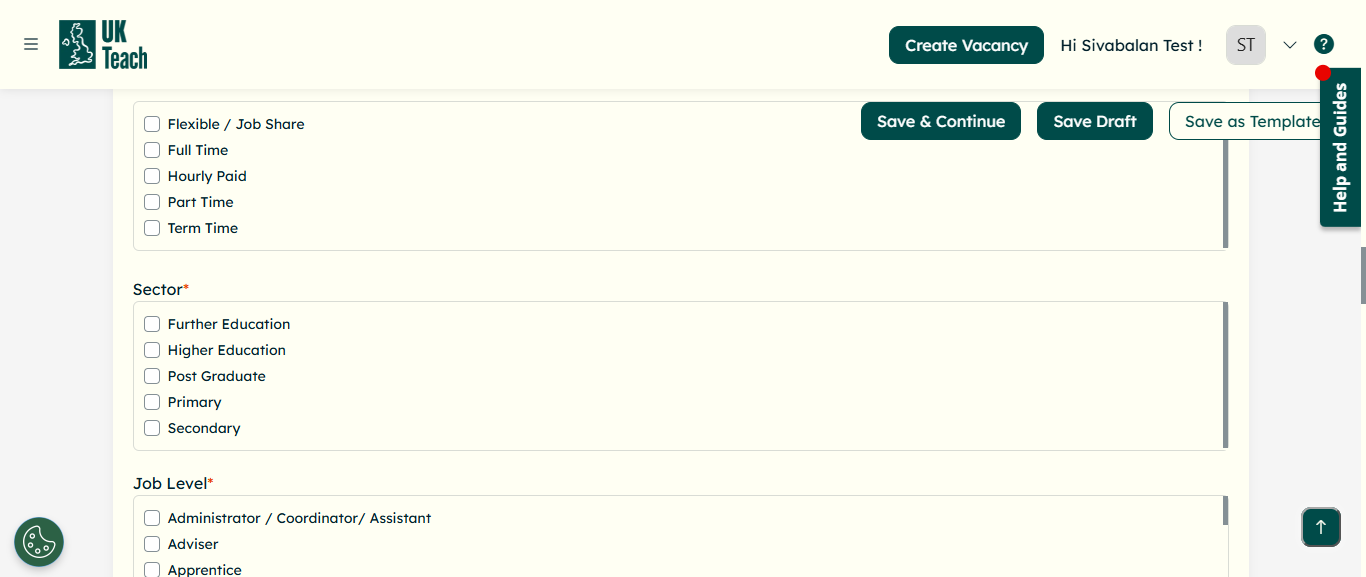 UK
Teach
Create Vacancy
Hi Sivabalan Test !
ST
?
Help and Guides
Save & Continue
Save Draft
Save as Template
Flexible / Job Share
Full Time
Hourly Paid
Part Time
Term Time
Sector*
Further Education
Higher Education
Post Graduate
Primary
Secondary
Job Level*
Administrator / Coordinator/ Assistant
Adviser
Apprentice